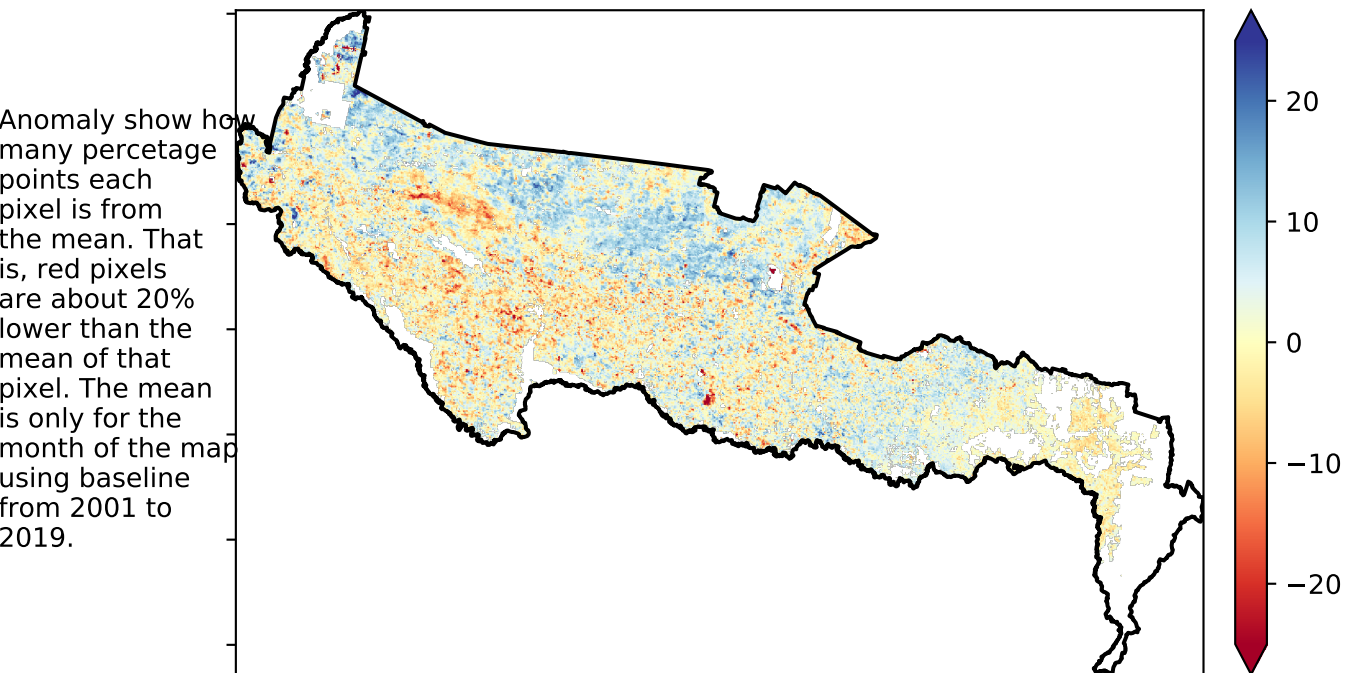 Anomaly show how
many percetage
points each
pixel is from
the mean. That
is, red pixels
are about 20%
lower than the
mean of that
pixel. The mean
is only for the
month of the map
using baseline
from 2001 to
2019.
20
10
0
−10
−20